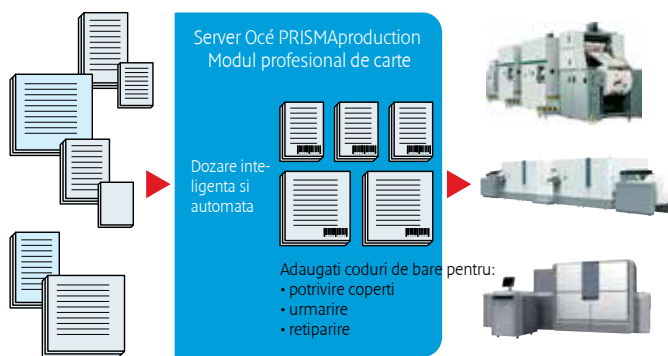 Server Océ PRISMAproduction
Modul profesional de carte
Dozare inte-
ligenta si
automata
Adaugati coduri de bare pentru:
• potrivire coperti
• urmarire
• retiparire